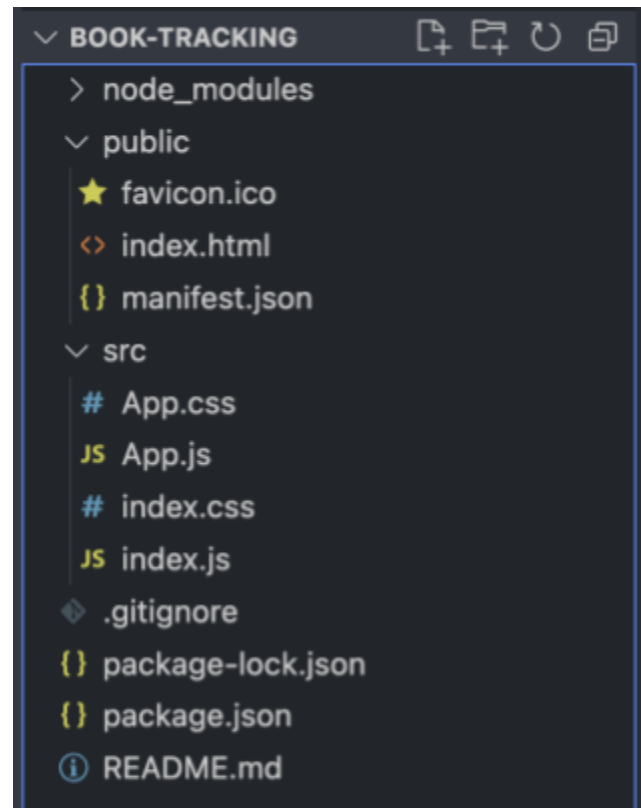 BOOK-TRACKING
node_modules
public
favicon.ico
index.html
manifest.json
src
App.css
App.js
index.css
index.js
.gitignore
package-lock.json
package.json
README.md